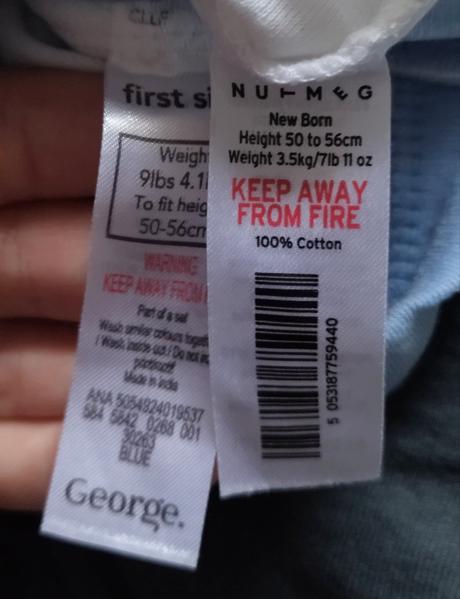 first si
Weight
9lbs 4.1
To fit heig
50-56cm
WARNING
KEEP AWAY FROM
Part of a set
Wash similar colours togeth
/ Wash inside out / Do not
Made in India
ANA 5054924019537
584 5842 0268 001
30263
BLUE
George.
NUTMEG
New Born
Height 50 to 56cm
Weight 3.5kg/7lb 11 oz
KEEP AWAY
FROM FIRE
100% Cotton
5 053187759440